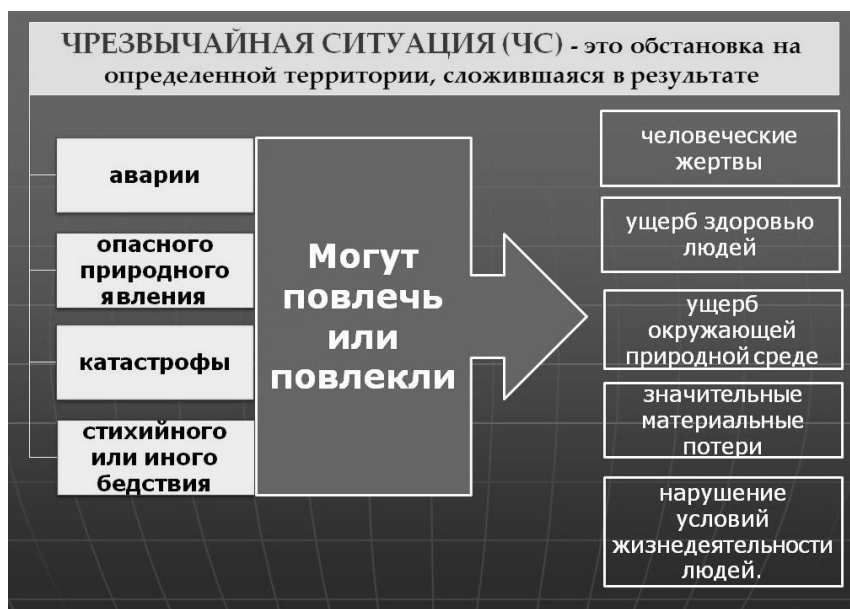 ЧРЕЗВЫЧАЙНАЯ СИТУАЦИЯ (ЧС) - это обстановка на
определенной территории, сложившаяся в результате
аварии
опасного
природного
явления
катастрофы
стихийного
или иного
бедствия
Могут
повлечь
или
повлекли
человеческие
жертвы
ущерб здоровью
людей
ущерб
окружающей
природной среде
значительные
материальные
потери
нарушение
условий
жизнедеятельности
людей.